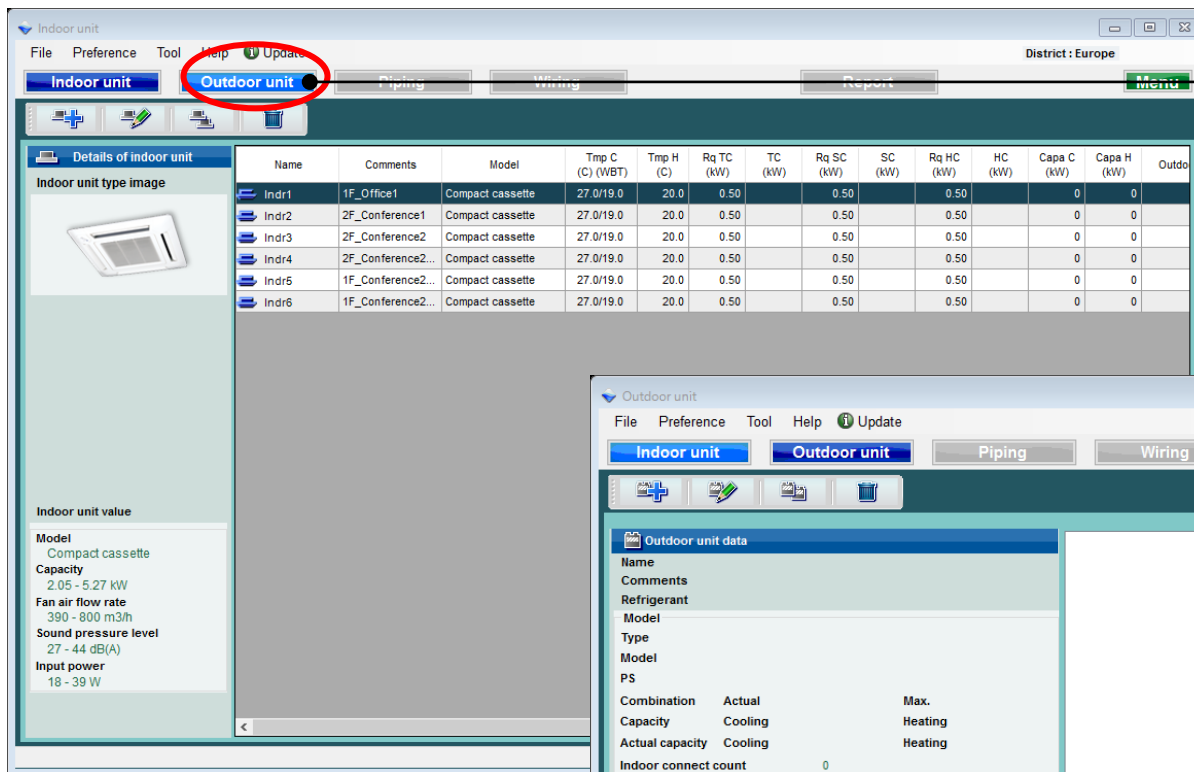 Indoor unit
File Preference Tool Help Update District : Europe
Indoor unit Outdoor unit Piping Wiring Report Menu
Details of indoor unit
Indoor unit type image
Name Comments Model Tmp C (C) (WBT) Tmp H (C) Rq TC (kW) TC (kW) Rq SC (kW) SC (kW) Rq HC (kW) HC (kW) Capa C (kW) Capa H (kW) Outdo
Indr1 1F_Office1 Compact cassette 27.0/19.0 20.0 0.50 0.50 0.50 0 0
Indr2 2F_Conference1 Compact cassette 27.0/19.0 20.0 0.50 0.50 0.50 0 0
Indr3 2F_Conference2 Compact cassette 27.0/19.0 20.0 0.50 0.50 0.50 0 0
Indr4 2F_Conference2... Compact cassette 27.0/19.0 20.0 0.50 0.50 0.50 0 0
Indr5 1F_Conference2... Compact cassette 27.0/19.0 20.0 0.50 0.50 0.50 0 0
Indr6 1F_Conference2... Compact cassette 27.0/19.0 20.0 0.50 0.50 0.50 0 0
Indoor unit value
Model
Compact cassette
Capacity
2.05 - 5.27 kW
Fan air flow rate
390 - 800 m3/h
Sound pressure level
27 - 44 dB(A)
Input power
18 - 39 W
Outdoor unit
File Preference Tool Help Update
Indoor unit Outdoor unit Piping Wiring
Outdoor unit data
Name
Comments
Refrigerant
Model
Type
Model
PS
Combination Actual Max.
Capacity Cooling Heating
Actual capacity Cooling Heating
Indoor connect count 0